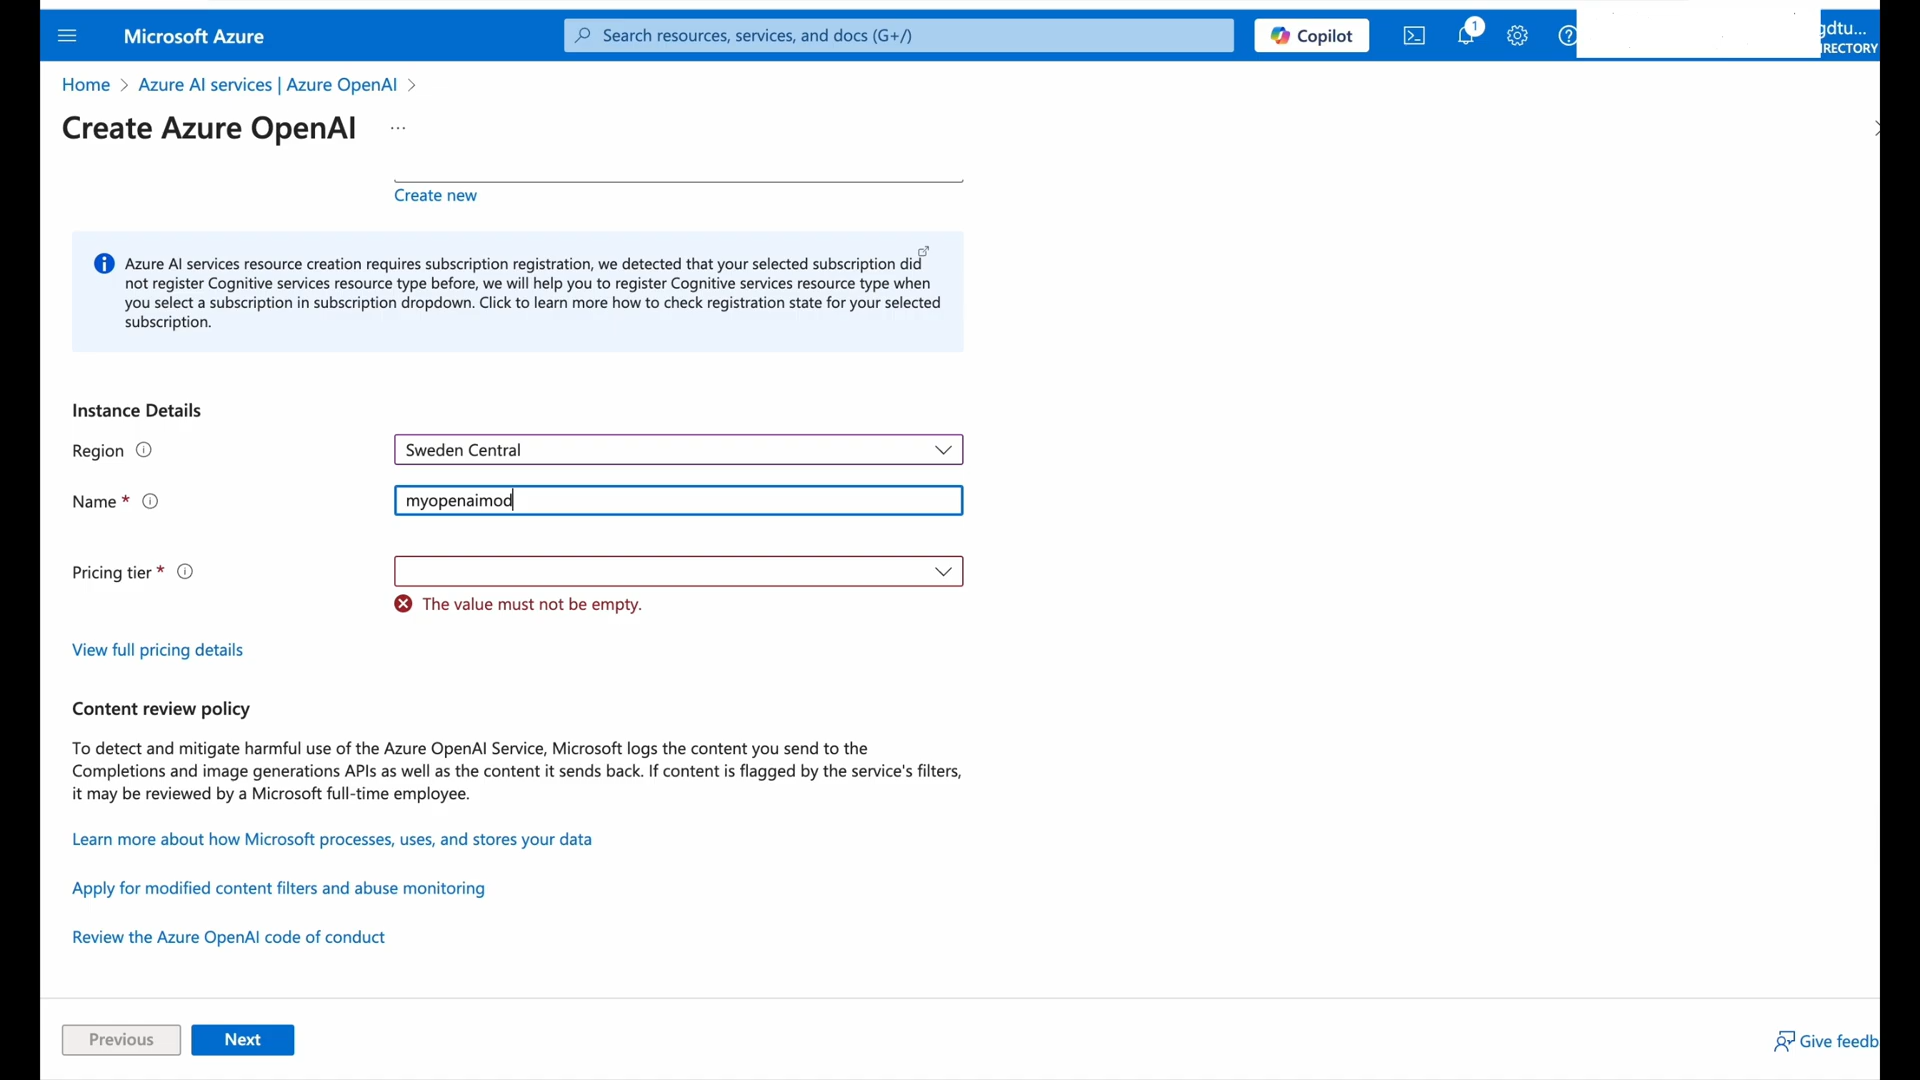 Microsoft Azure
Search resources, services, and docs (G+/)
Copilot
1
gdtu...
IRECTORY
Home > Azure AI services | Azure OpenAI >
Create Azure OpenAI ...
Create new
Azure AI services resource creation requires subscription registration, we detected that your selected subscription did
not register Cognitive services resource type before, we will help you to register Cognitive services resource type when
you select a subscription in subscription dropdown. Click to learn more how to check registration state for your selected
subscription.
Instance Details
Region
Sweden Central
Name *
myopenaimod
Pricing tier *
The value must not be empty.
View full pricing details
Content review policy
To detect and mitigate harmful use of the Azure OpenAI Service, Microsoft logs the content you send to the
Completions and image generations APIs as well as the content it sends back. If content is flagged by the service's filters,
it may be reviewed by a Microsoft full-time employee.
Learn more about how Microsoft processes, uses, and stores your data
Apply for modified content filters and abuse monitoring
Review the Azure OpenAI code of conduct
Previous
Next
Give feedb